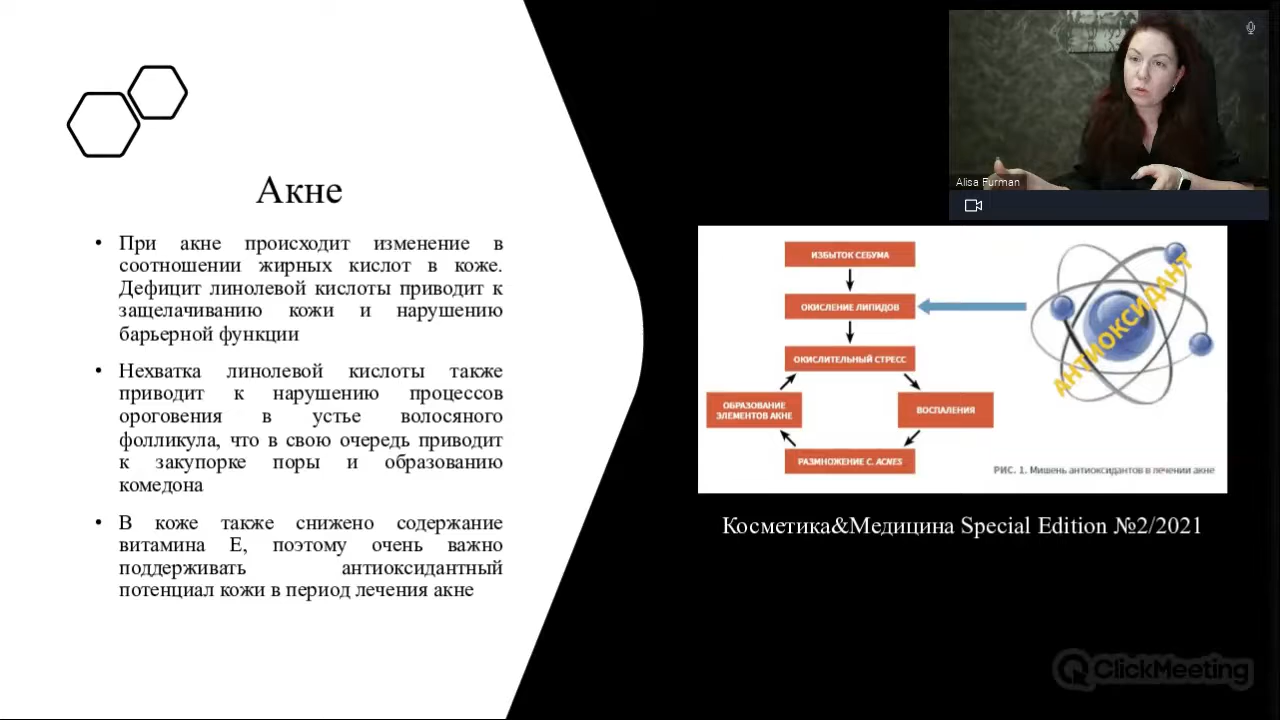 Акне
• При акне происходит изменение в
соотношении жирных кислот в коже.
Дефицит линолевой кислоты приводит к
защелачиванию кожи и нарушению
барьерной функции
• Нехватка линолевой кислоты также
приводит к нарушению процессов
ороговения в устье волосяного
фолликула, что в свою очередь приводит
к закупорке поры и образованию
комедона
• В коже также снижено содержание
витамина Е, поэтому очень важно
поддерживать антиоксидантный
потенциал кожи в период лечения акне
Alisa Furman
ИЗБЫТОК СЕБУМА
ОКИСЛЕНИЕ ЛИПИДОВ
ОКИСЛИТЕЛЬНЫЙ СТРЕСС
ОБРАЗОВАНИЕ
ЭЛЕМЕНТОВ АКНЕ
ВОСПАЛЕНИЯ
РАЗМНОЖЕНИЕ C. ACNES
АНТИОКСИДАНТ
РИС. 1. Мишень антиоксидантов в лечении акне
Косметика&Медицина Special Edition №2/2021
ClickMeeting